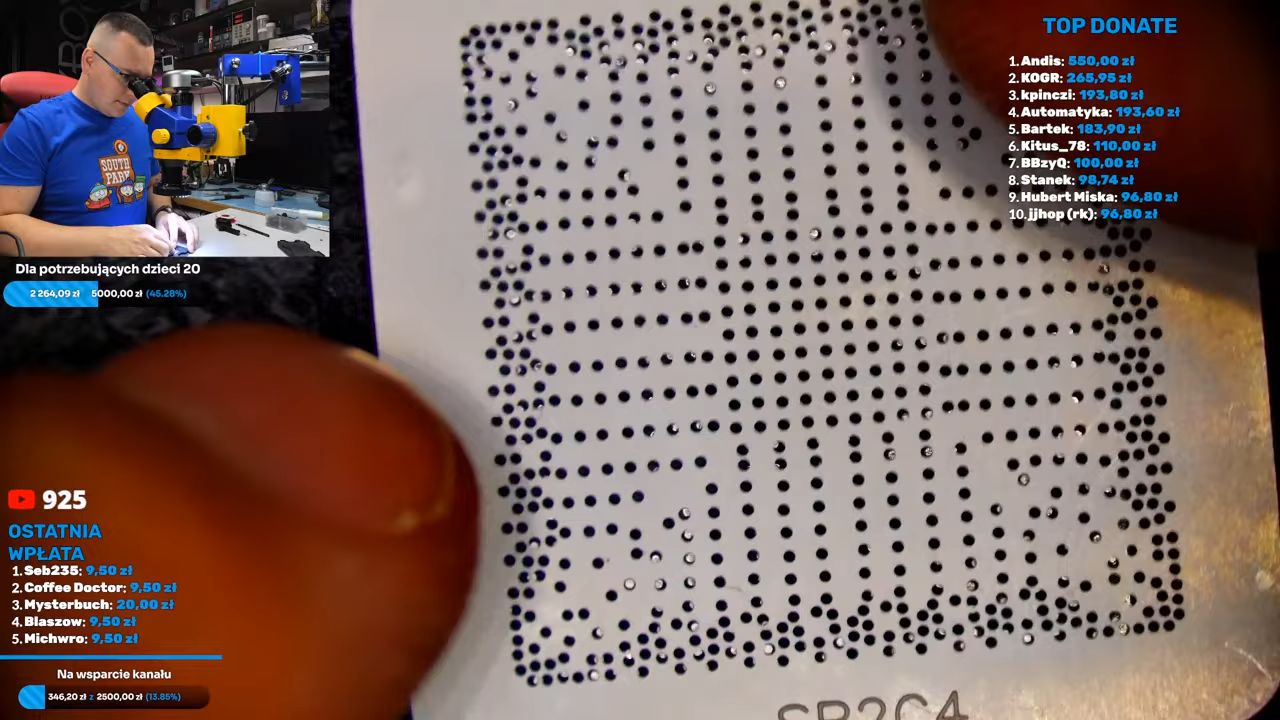 SOUTH
PARK
Dla potrzebujących dzieci 20
2 264,09 zł 5000,00 zł (45.28%)
925
OSTATNIA
WPŁATA
1. Seb235: 9,50 zł
2. Coffee Doctor: 9,50 zł
3. Mysterbuch: 20,00 zł
4. Blaszow: 9,50 zł
5. Michwro: 9,50 zł
Na wsparcie kanału
346,20 zł z 2500,00 zł (13.85%)
TOP DONATE
1. Andis: 550,00 zł
2. KOGR: 265,95 zł
3. kpinczi: 193,80 zł
4. Automatyka: 193,60 zł
5. Bartek: 183,90 zł
6. Kitus_78: 110,00 zł
7. BBzyQ: 100,00 zł
8. Stanek: 98,74 zł
9. Hubert Miska: 96,80 zł
10. jjhop (rk): 96,80 zł